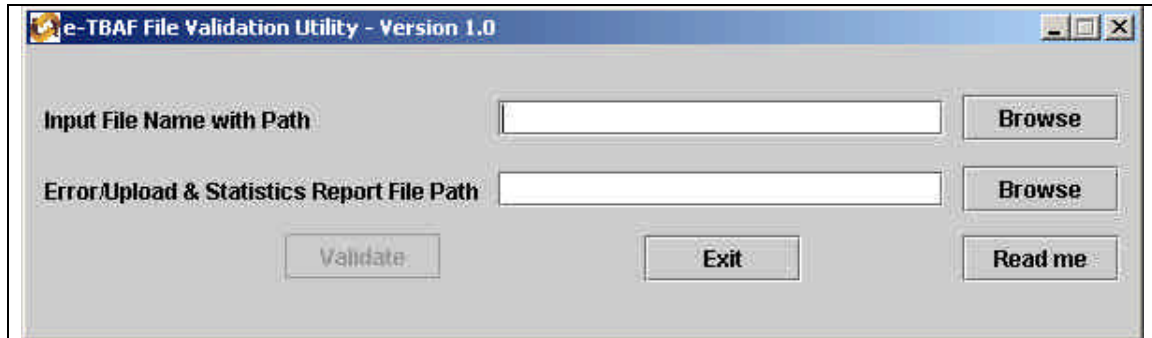 e-TBAF File Validation Utility - Version 1.0
Input File Name with Path Browse
Error/Upload & Statistics Report File Path Browse
Validate Exit Read me